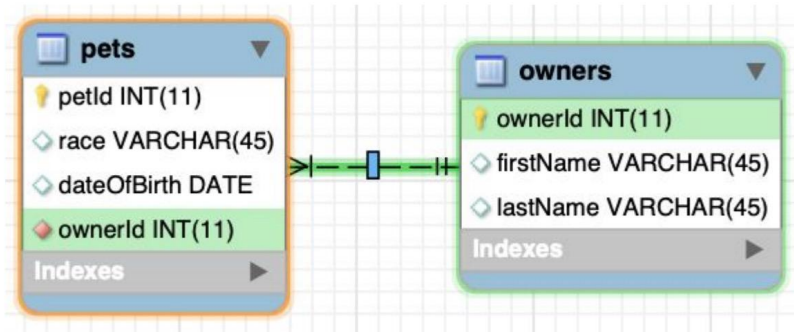 pets
petId INT(11)
race VARCHAR(45)
dateOfBirth DATE
ownerId INT(11)
Indexes
owners
ownerId INT(11)
firstName VARCHAR(45)
lastName VARCHAR(45)
Indexes